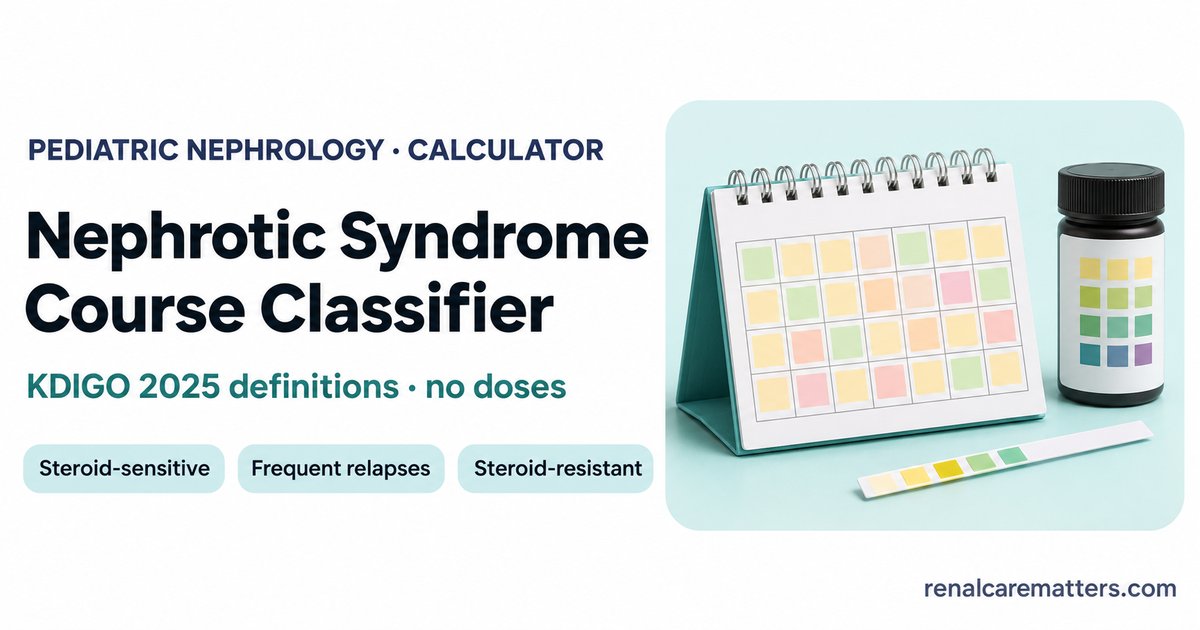 PEDIATRIC NEPHROLOGY · CALCULATOR
Nephrotic Syndrome
Course Classifier
KDIGO 2025 definitions · no doses
Steroid-sensitive
Frequent relapses
Steroid-resistant
renalcarematters.com